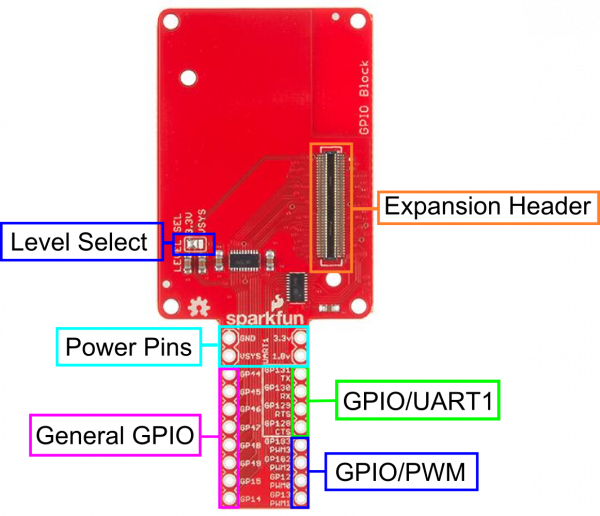 GPIO Block
LEVEL SEL
3.3V
VSYS
Level Select
Expansion Header
sparkfun
Power Pins
GND
3.3v
VSYS
1.8v
UART1
General GPIO
GP44
GP45
GP46
GP47
GP48
GP49
GP15
GP14
GP131
TX
GP130
RX
GP129
RTS
GP128
CTS
GPIO/UART1
GP183
PWM3
GP182
PWM2
GP12
PWM0
GP13
PWM1
GPIO/PWM